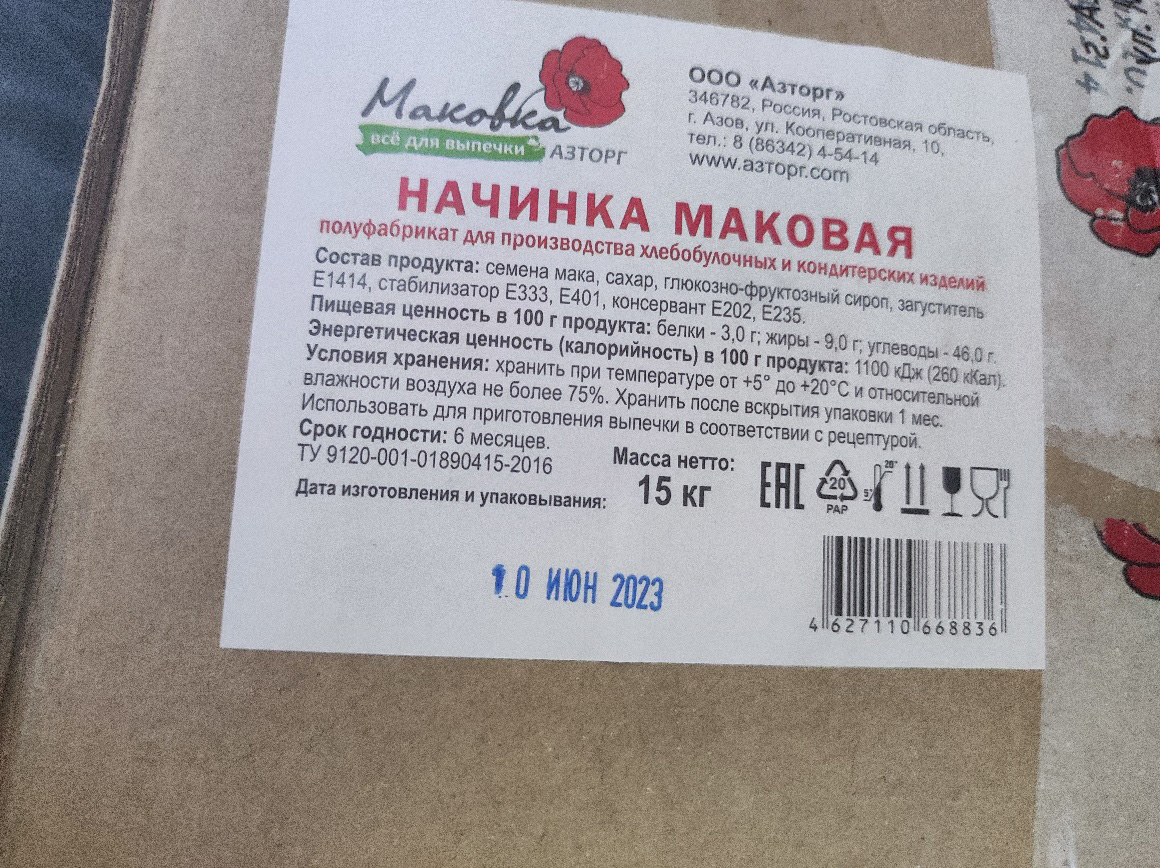 Маковка
всё для выпечки
АЗТОРГ
ООО «Азторг»
346782, Россия, Ростовская область,
г. Азов, ул. Кооперативная, 10,
тел.: 8 (86342) 4-54-14
www.азторг.com
НАЧИНКА МАКОВАЯ
полуфабрикат для производства хлебобулочных и кондитерских изделий
Состав продукта: семена мака, сахар, глюкозно-фруктозный сироп, загуститель
Е1414, стабилизатор Е333, Е401, консервант Е202, Е235.
Пищевая ценность в 100 г продукта: белки - 3,0 г; жиры - 9,0 г; углеводы - 46,0 г.
Энергетическая ценность (калорийность) в 100 г продукта: 1100 кДж (260 кКал).
Условия хранения: хранить при температуре от +5° до +20°С и относительной
влажности воздуха не более 75%. Хранить после вскрытия упаковки 1 мес.
Использовать для приготовления выпечки в соответствии с рецептурой.
Срок годности: 6 месяцев.
ТУ 9120-001-01890415-2016
Масса нетто:
15 кг
EAC
20
PAP
5°
20°
Дата изготовления и упаковывания:
10 ИЮН 2023
4 627110 668836